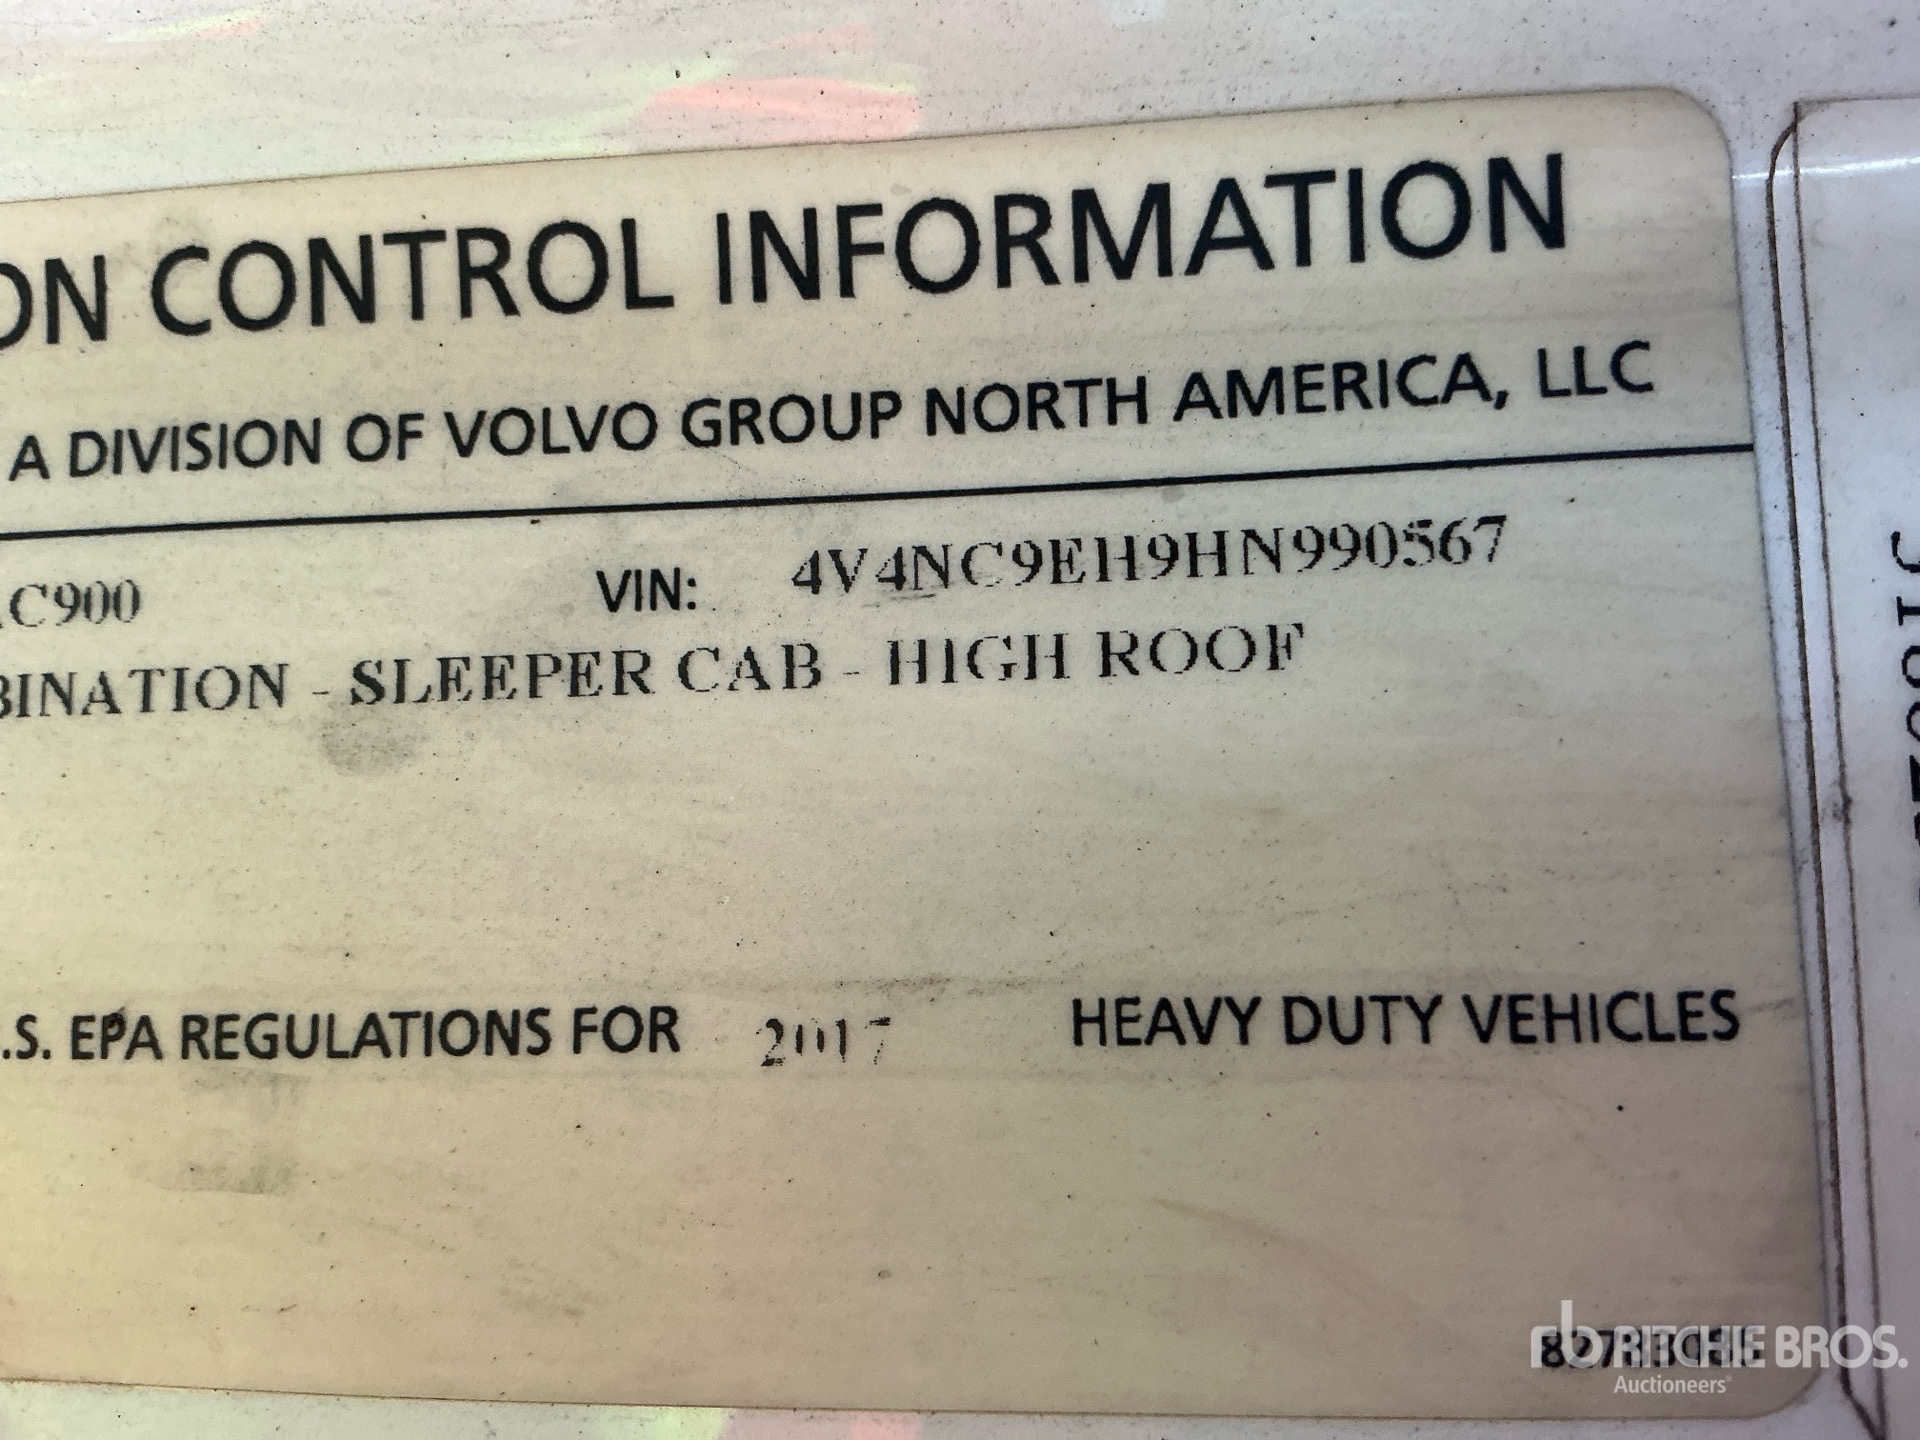 ON CONTROL INFORMATION
A DIVISION OF VOLVO GROUP NORTH AMERICA, LLC
C900 VIN: 4V4NC9EH9HN990567
BINATION - SLEEPER CAB - HIGH ROOF
.S. EPA REGULATIONS FOR 2017 HEAVY DUTY VEHICLES
rb RITCHIE BROS.
Auctioneers